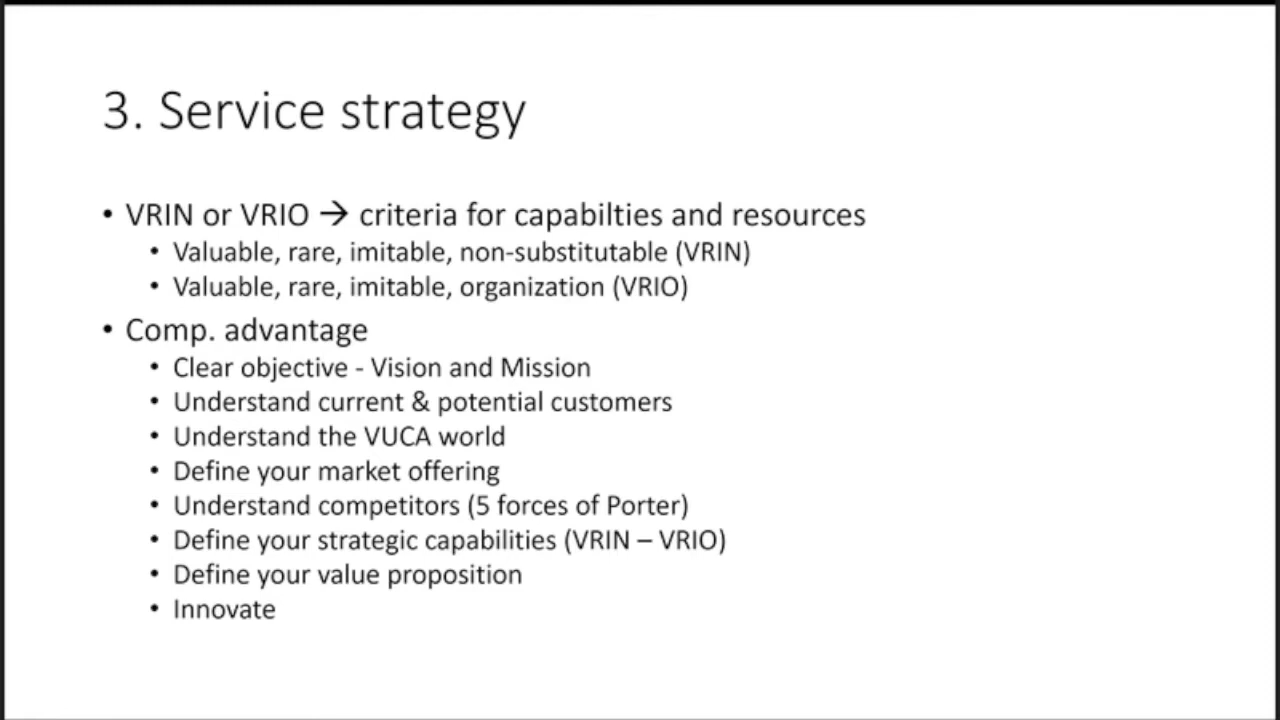 3. Service strategy
• VRIN or VRIO → criteria for capabilties and resources
• Valuable, rare, imitable, non-substitutable (VRIN)
• Valuable, rare, imitable, organization (VRIO)
• Comp. advantage
• Clear objective - Vision and Mission
• Understand current & potential customers
• Understand the VUCA world
• Define your market offering
• Understand competitors (5 forces of Porter)
• Define your strategic capabilities (VRIN – VRIO)
• Define your value proposition
• Innovate